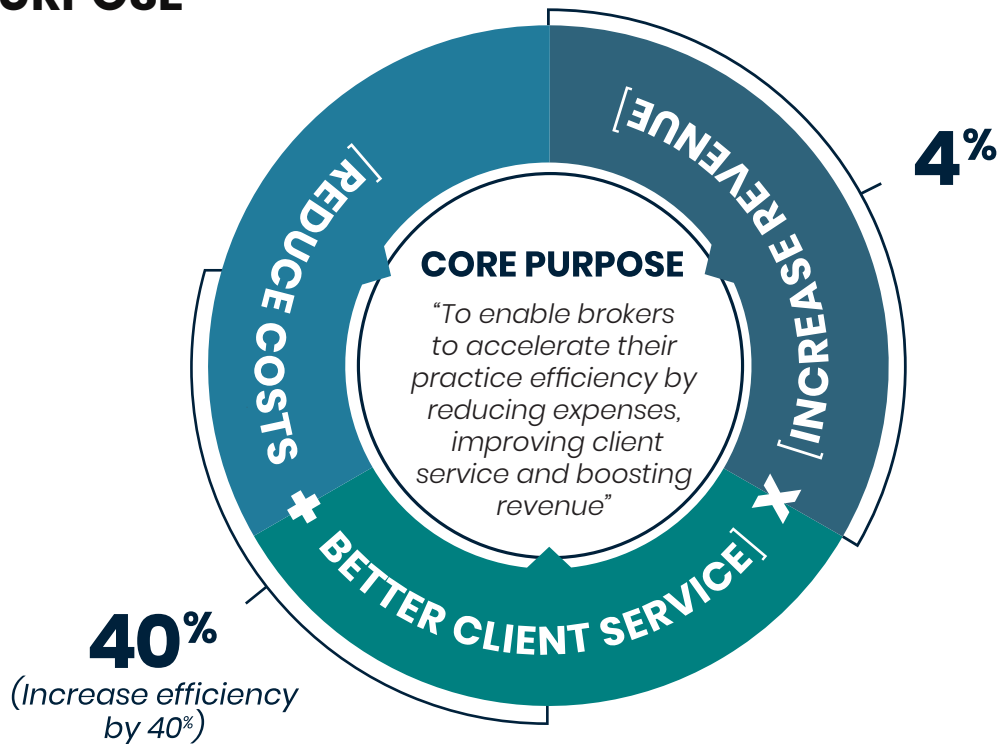 URPOSE
4%
[REDUCE COSTS
+
BETTER CLIENT SERVICE]
X
[INCREASE REVENUE]
CORE PURPOSE
“To enable brokers
to accelerate their
practice efficiency by
reducing expenses,
improving client
service and boosting
revenue”
40%
(Increase efficiency
by 40%)